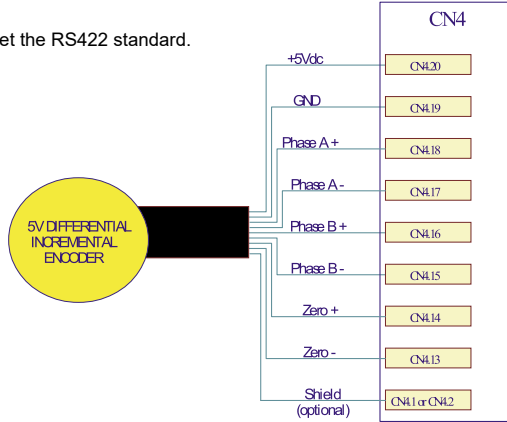 CN4
et the RS422 standard.
+5Vdc
CN4.20
GND
CN4.19
Phase A +
CN4.18
Phase A -
CN4.17
Phase B +
CN4.16
Phase B -
CN4.15
Zero +
CN4.14
Zero -
CN4.13
Shield
(optional)
CN4.1 or CN4.2
5V DIFFERENTIAL
INCREMENTAL
ENCODER